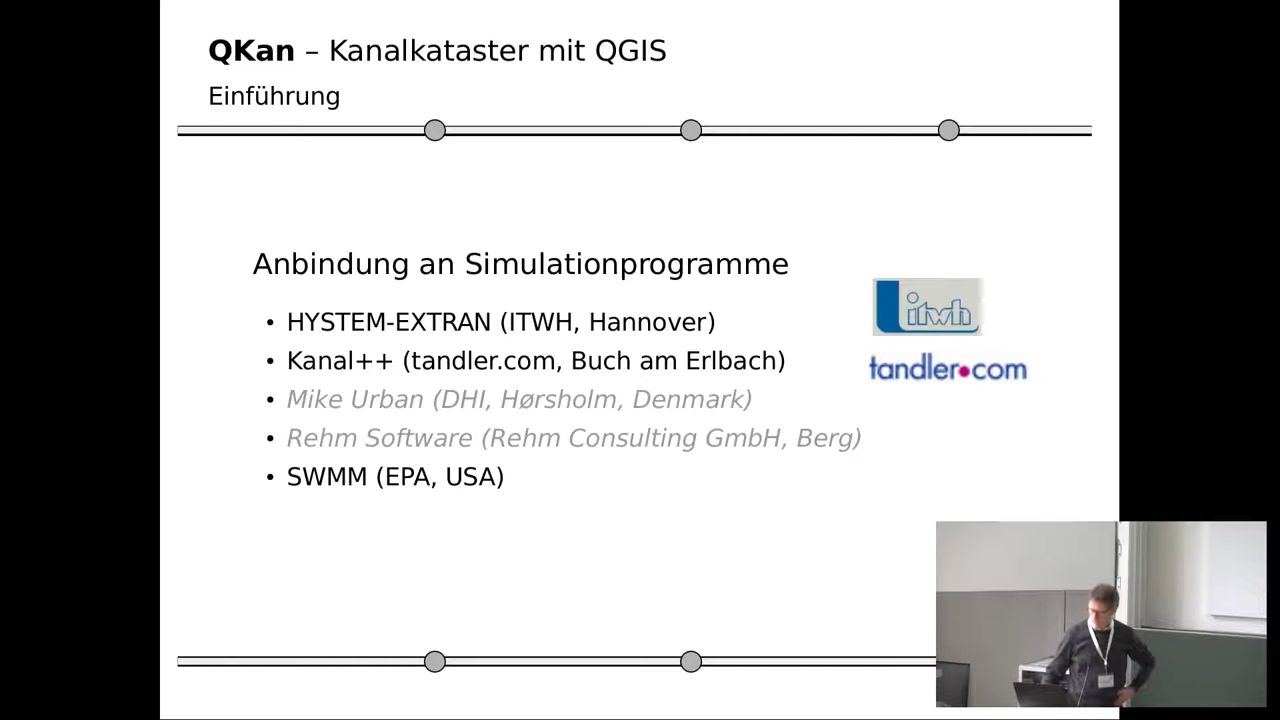 QKan – Kanalkataster mit QGIS
Einführung
Anbindung an Simulationprogramme
• HYSTEM-EXTRAN (ITWH, Hannover)
• Kanal++ (tandler.com, Buch am Erlbach)
• Mike Urban (DHI, Hørsholm, Denmark)
• Rehm Software (Rehm Consulting GmbH, Berg)
• SWMM (EPA, USA)
itwh
tandler.com